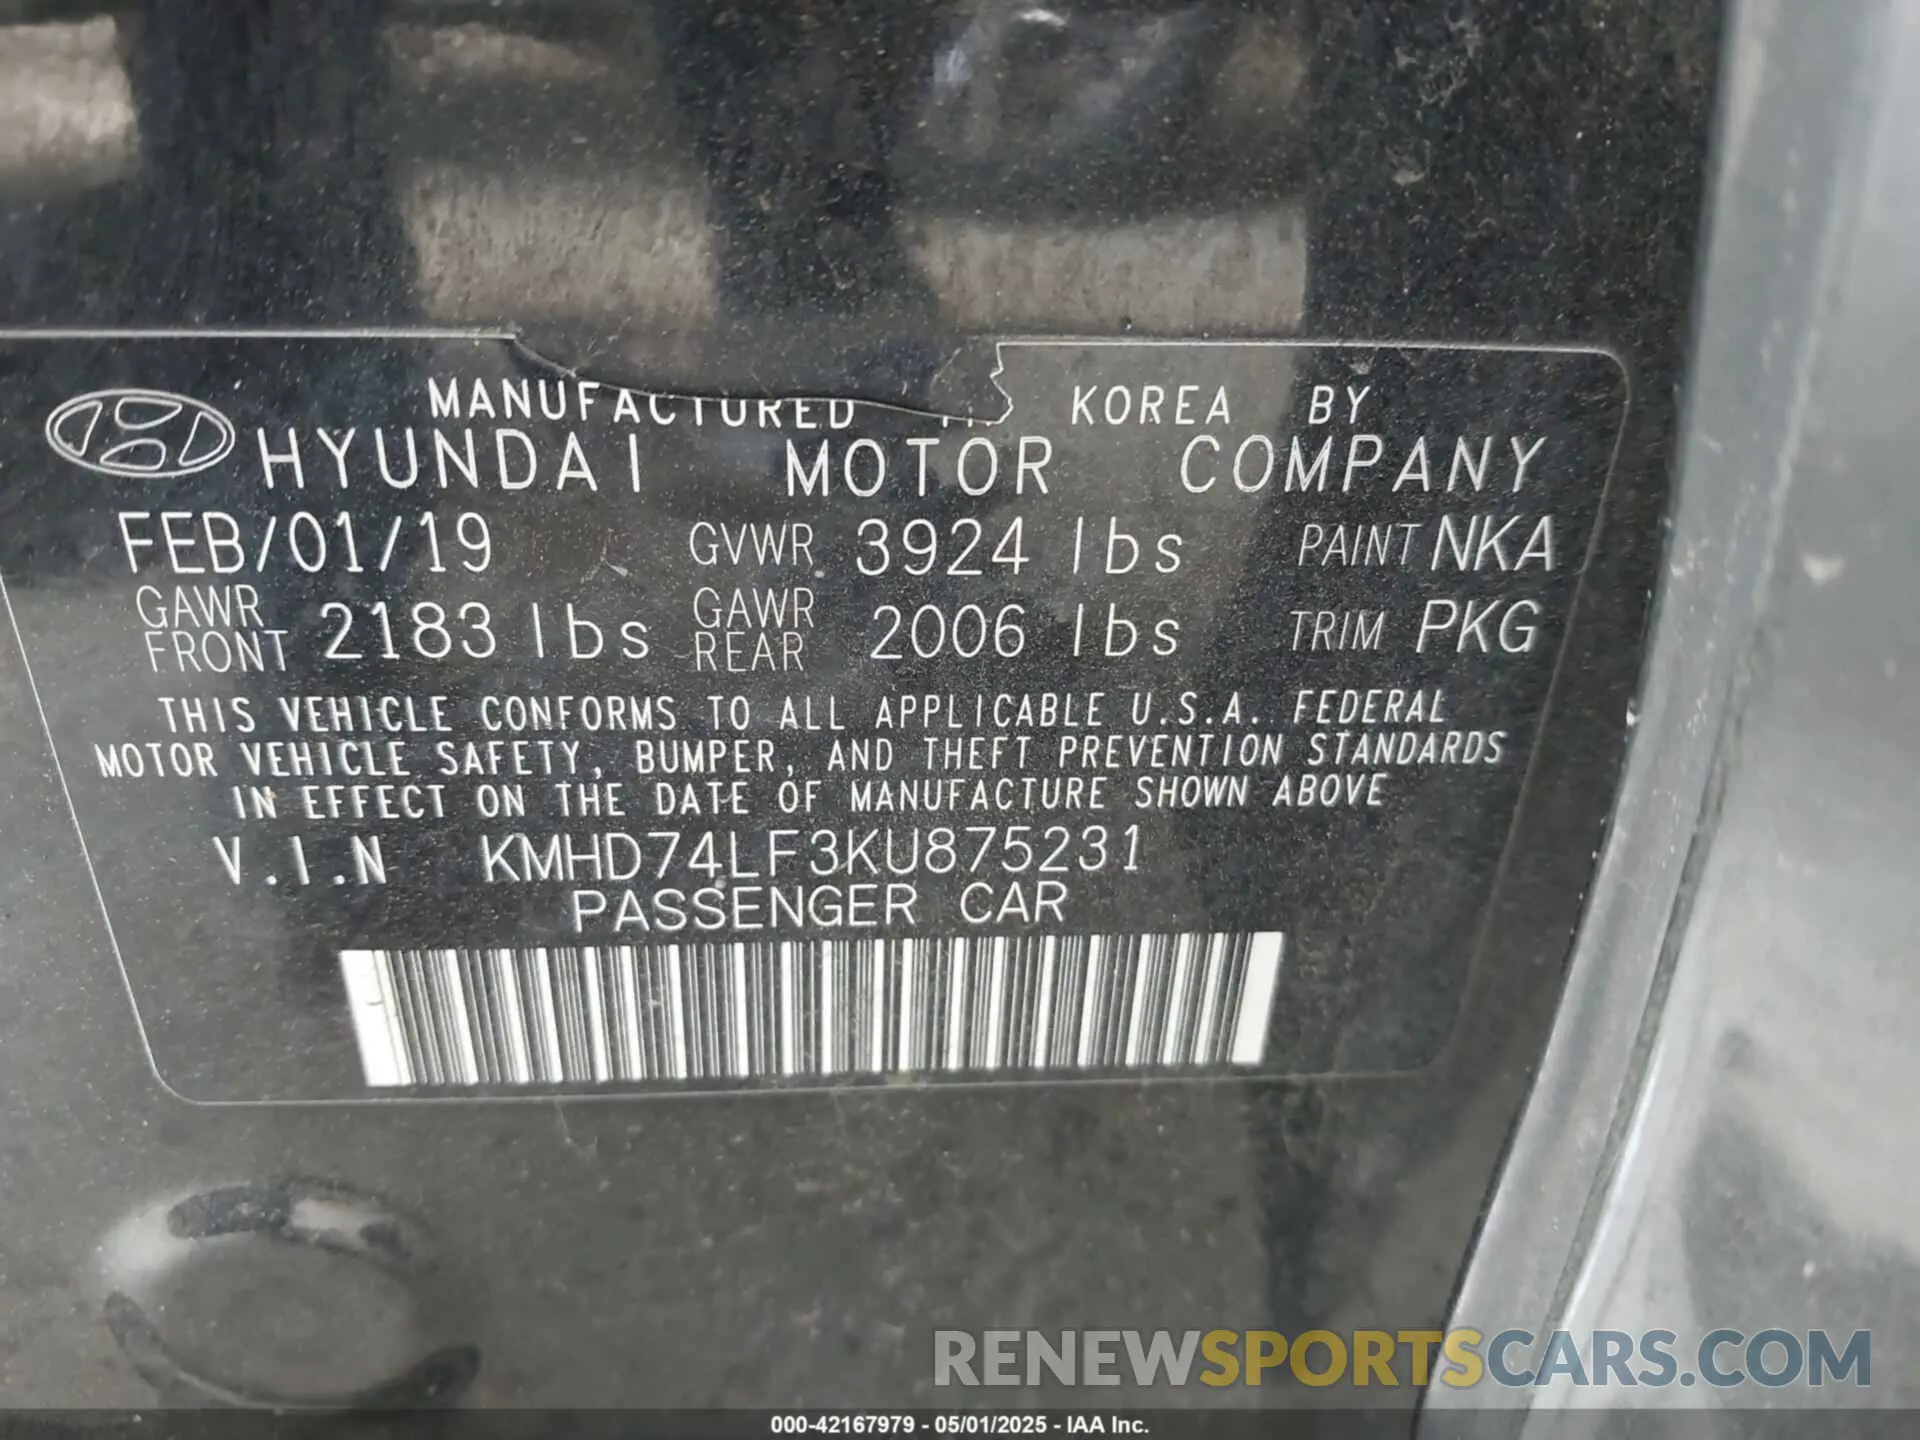 MANUFACTURED KOREA BY
HYUNDAI MOTOR COMPANY
FEB/01/19 GVWR 3924 lbs PAINT NKA
GAWR FRONT 2183 lbs GAWR REAR 2006 lbs TRIM PKG
THIS VEHICLE CONFORMS TO ALL APPLICABLE U.S.A. FEDERAL
MOTOR VEHICLE SAFETY, BUMPER, AND THEFT PREVENTION STANDARDS
IN EFFECT ON THE DATE OF MANUFACTURE SHOWN ABOVE
V.I.N KMHD74LF3KU875231
PASSENGER CAR
RENEWSPORTSCARS.COM
000-42167979 - 05/01/2025 - IAA Inc.